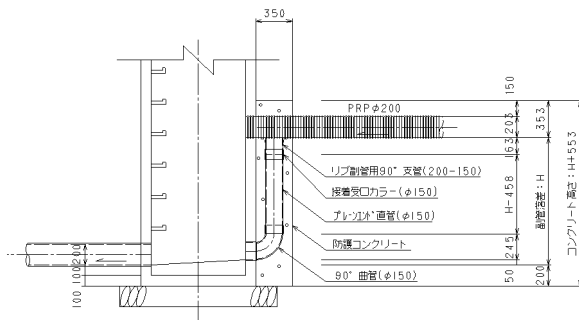 350
150
PRPφ200
203
353
163
リブ副管用90°支管(200-150)
接着受口カラー(φ150)
プレーンエンド直管(φ150)
防護コンクリート
90°曲管(φ150)
H-458
245
50
副管落差:H
200
コンクリート高さ:H+553
200
100
100